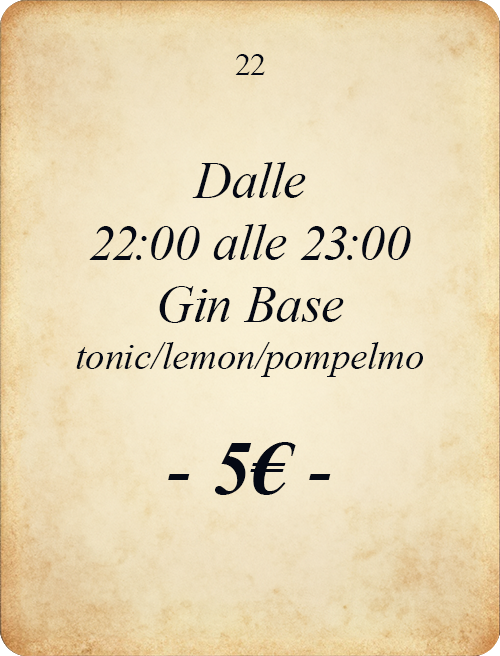 22
Dalle
22:00 alle 23:00
Gin Base
tonic/lemon/pompelmo
- 5€ -